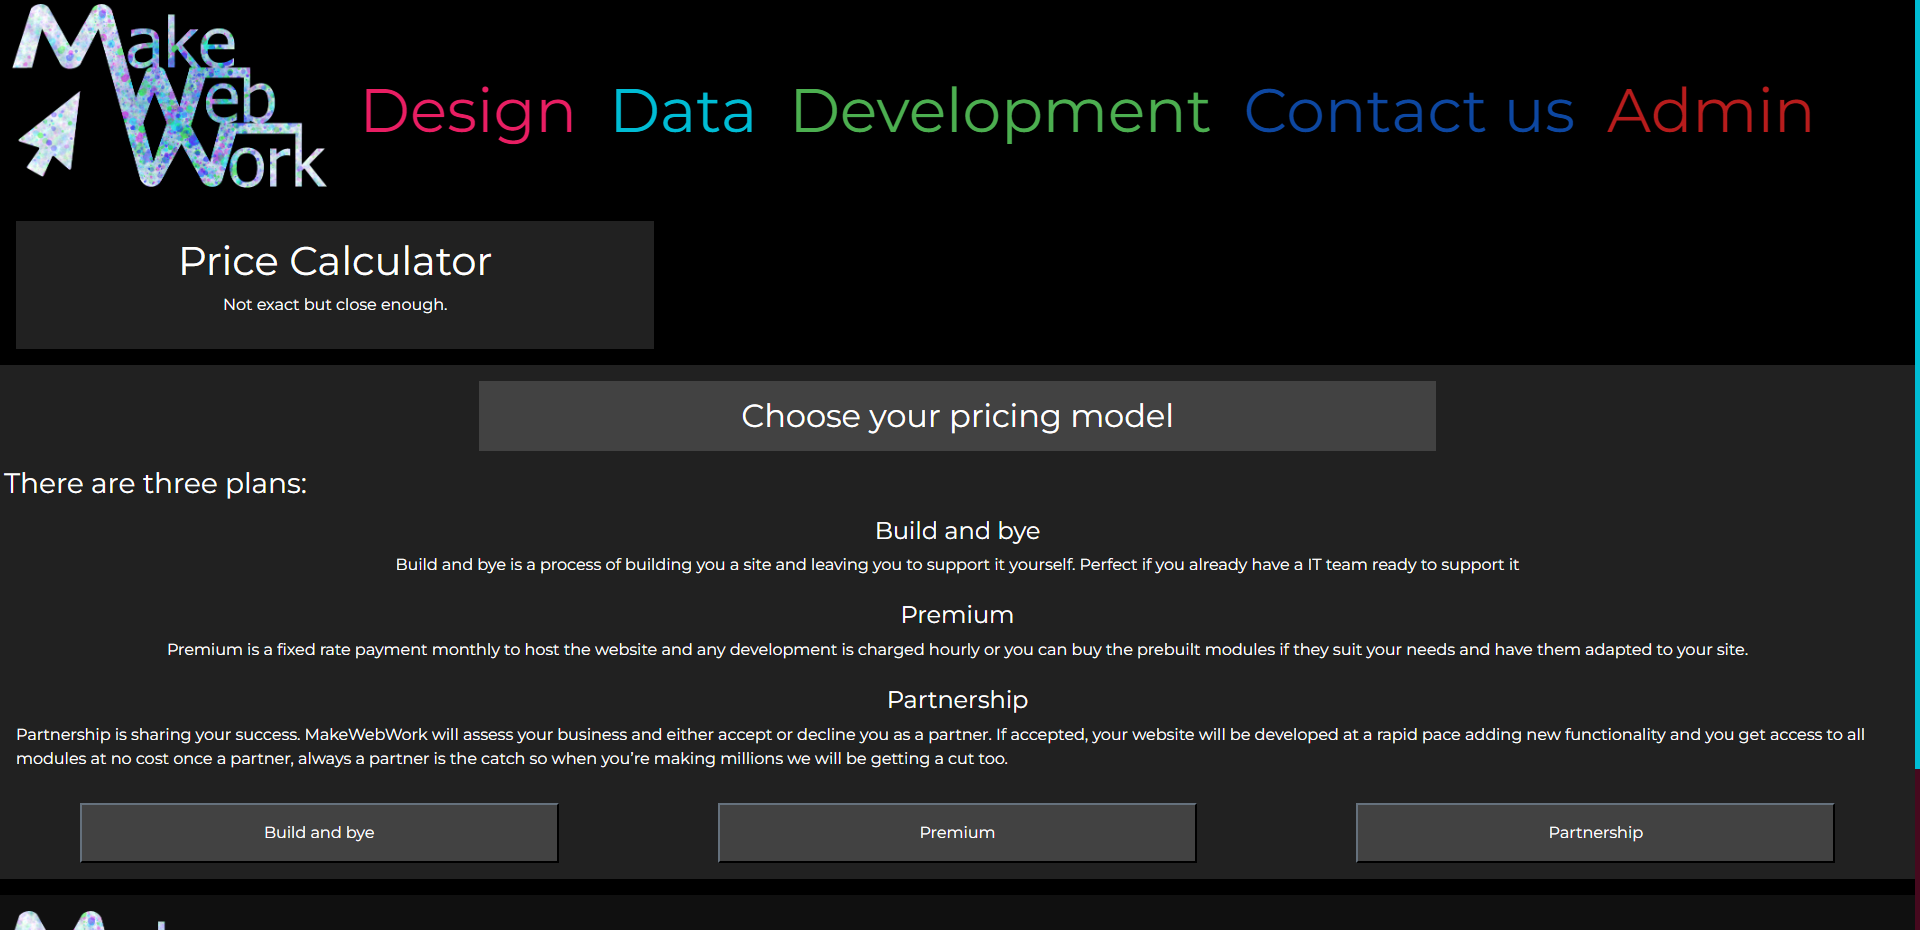 Make
Web
Work
Design Data Development Contact us Admin
Price Calculator
Not exact but close enough.
Choose your pricing model
There are three plans:
Build and bye
Build and bye is a process of building you a site and leaving you to support it yourself. Perfect if you already have a IT team ready to support it
Premium
Premium is a fixed rate payment monthly to host the website and any development is charged hourly or you can buy the prebuilt modules if they suit your needs and have them adapted to your site.
Partnership
Partnership is sharing your success. MakeWebWork will assess your business and either accept or decline you as a partner. If accepted, your website will be developed at a rapid pace adding new functionality and you get access to all
modules at no cost once a partner, always a partner is the catch so when you're making millions we will be getting a cut too.
Build and bye Premium Partnership